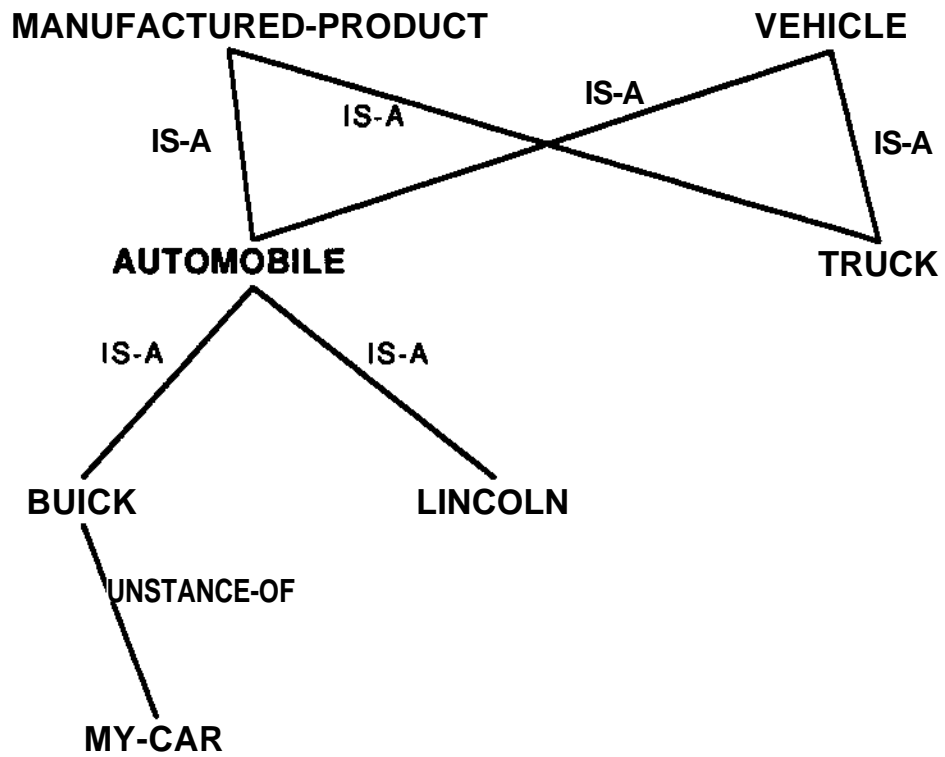 MANUFACTURED-PRODUCT VEHICLE
IS-A
IS-A
IS-A
IS-A
AUTOMOBILE TRUCK
IS-A IS-A
BUICK LINCOLN
UNSTANCE-OF
MY-CAR